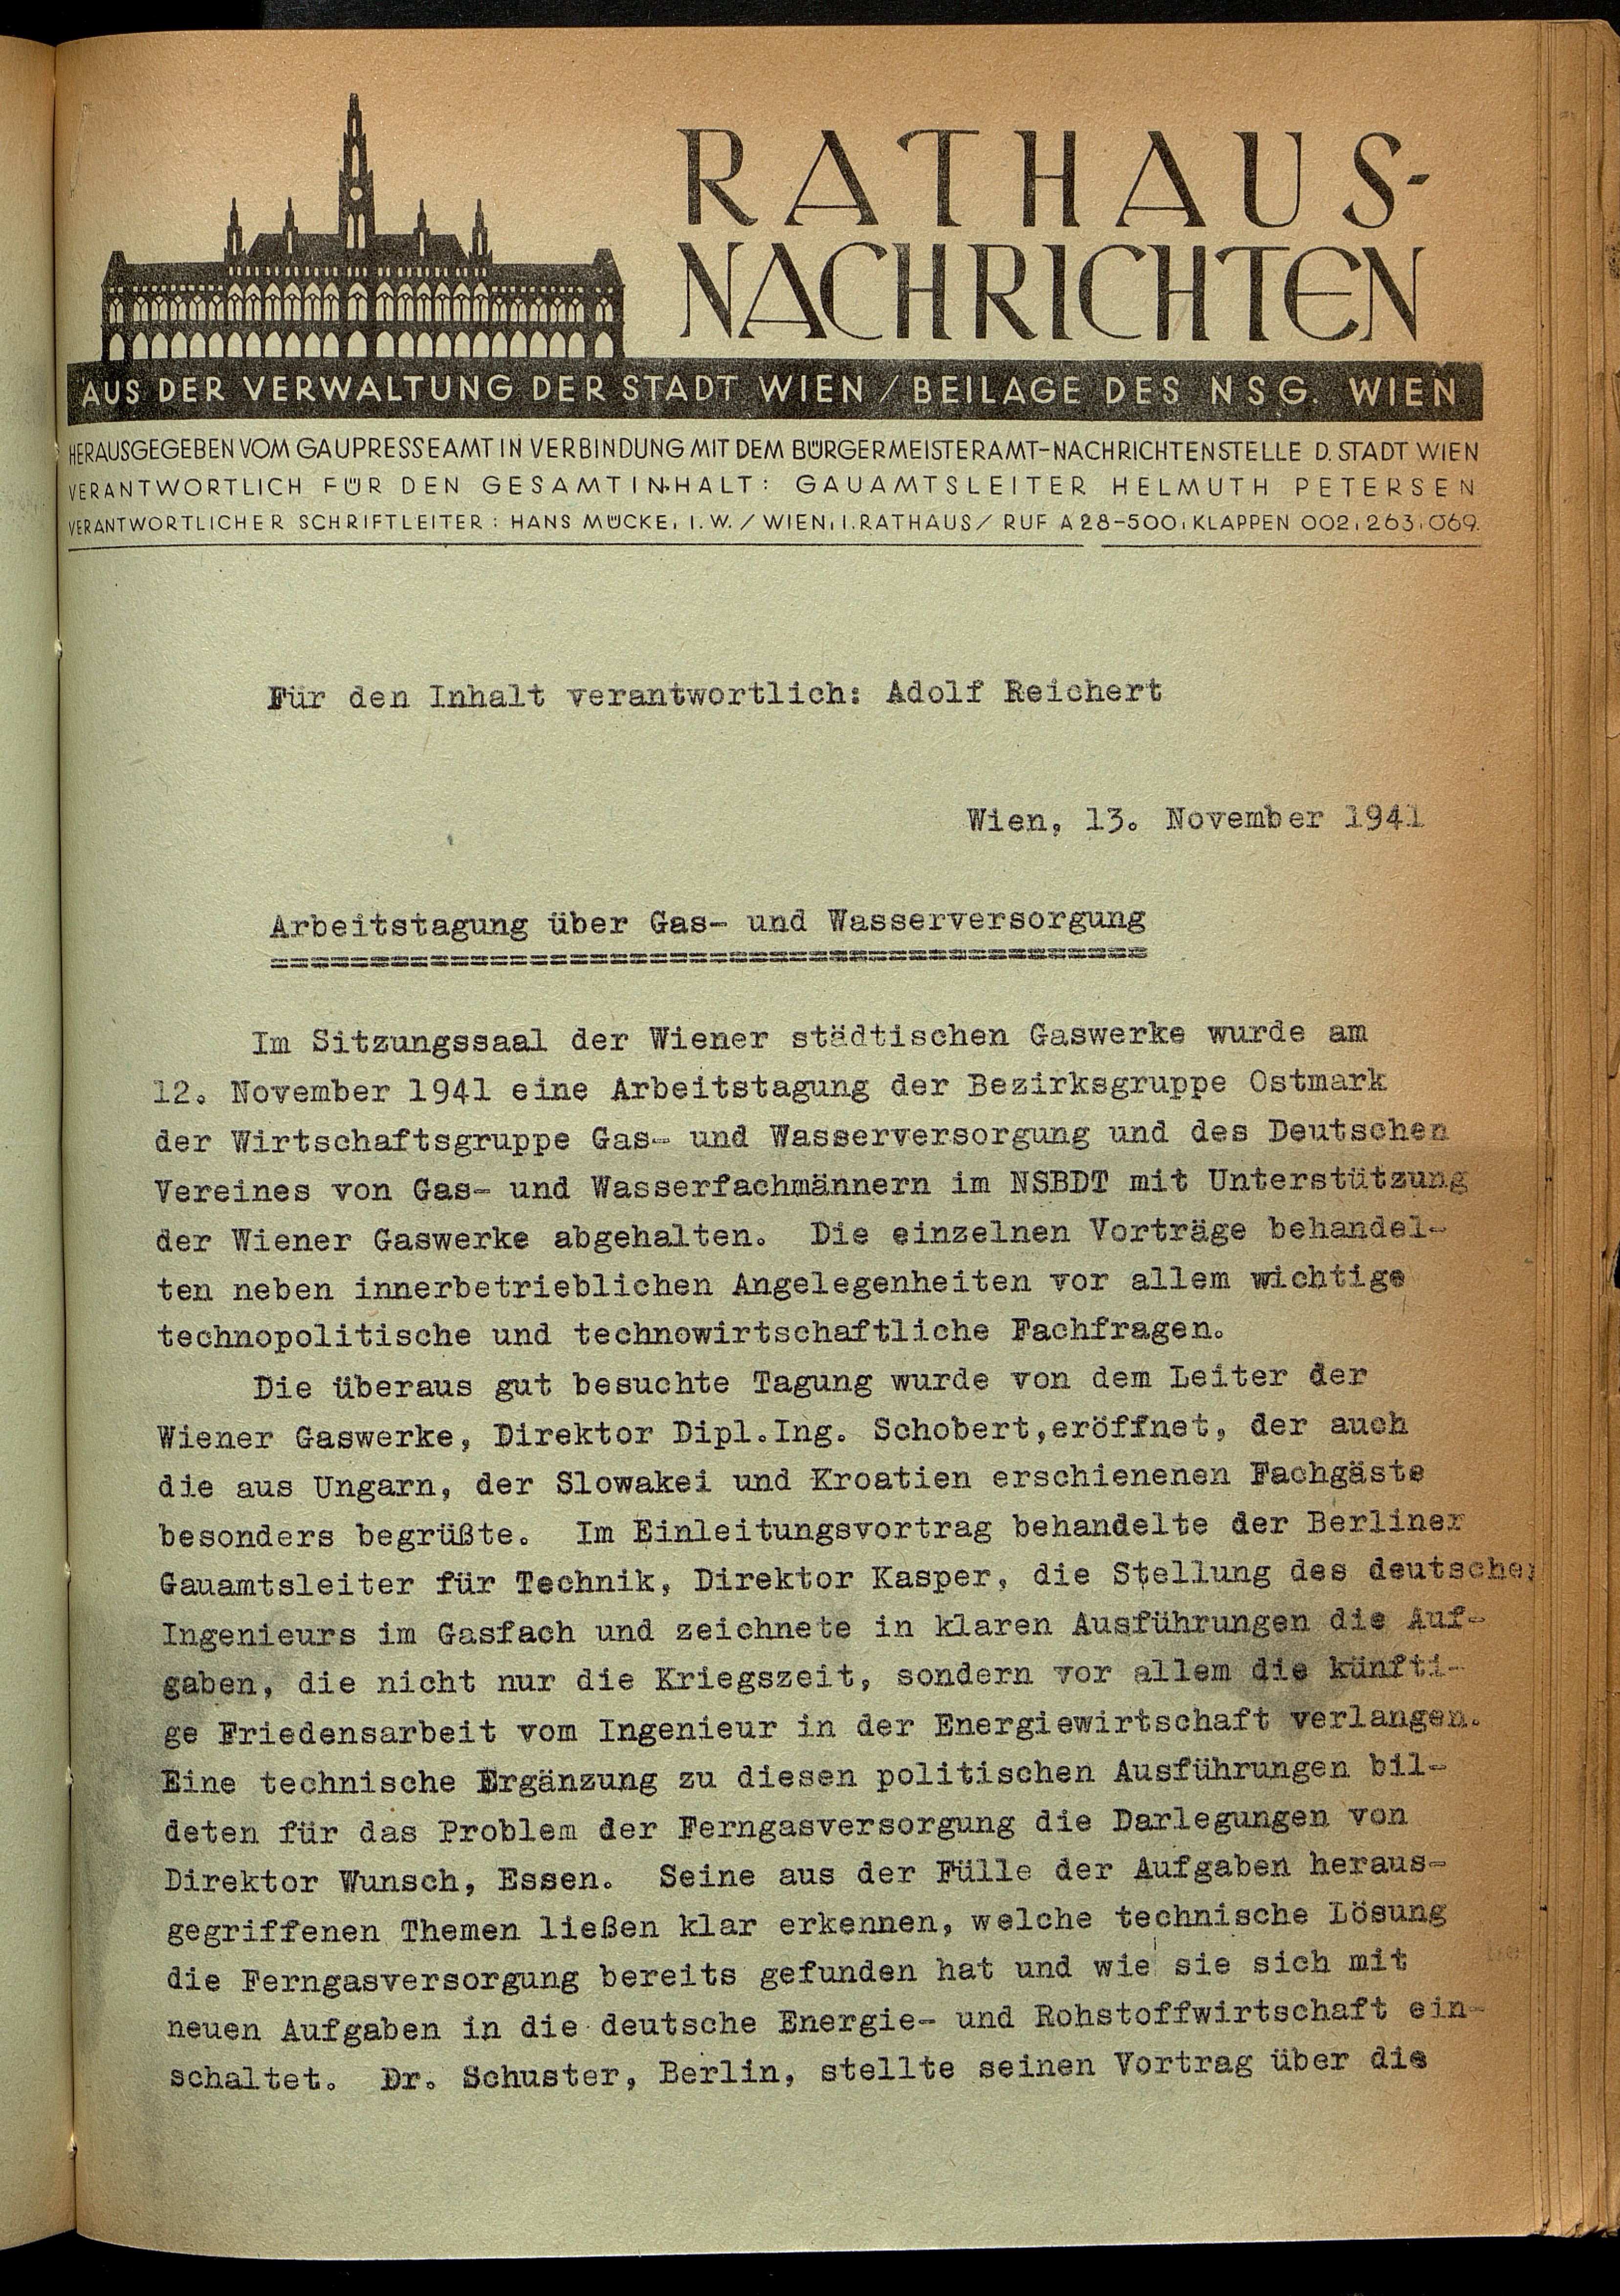 RATHAUS-
NACHRICHTEN
AUS DER VERWALTUNG DER STADT WIEN / BEILAGE DES NSG. WIEN
HERAUSGEGEBEN VOM GAUPRESSEAMT IN VERBINDUNG MIT DEM BÜRGERMEISTERAMT-NACHRICHTENSTELLE D. STADT WIEN
VERANTWORTLICH FÜR DEN GESAMTINHALT: GAUAMTSLEITER HELMUTH PETERSEN
VERANTWORTLICHER SCHRIFTLEITER: HANS MÜCKE, I.W. / WIEN, I. RATHAUS / RUF A 28-500, KLAPPEN 002, 263, 069.
Für den Inhalt verantwortlich: Adolf Reichert
Wien, 13. November 1941
Arbeitstagung über Gas- und Wasserversorgung
============================================
Im Sitzungssaal der Wiener städtischen Gaswerke wurde am
12. November 1941 eine Arbeitstagung der Bezirksgruppe Ostmark
der Wirtschaftsgruppe Gas- und Wasserversorgung und des Deutschen
Vereines von Gas- und Wasserfachmännern im NSBDT mit Unterstützung
der Wiener Gaswerke abgehalten. Die einzelnen Vorträge behandel-
ten neben innerbetrieblichen Angelegenheiten vor allem wichtige
technopolitische und technowirtschaftliche Fachfragen.
Die überaus gut besuchte Tagung wurde von dem Leiter der
Wiener Gaswerke, Direktor Dipl.Ing. Schobert,eröffnet, der auch
die aus Ungarn, der Slowakei und Kroatien erschienenen Fachgäste
besonders begrüßte. Im Einleitungsvortrag behandelte der Berliner
Gauamtsleiter für Technik, Direktor Kasper, die Stellung des deutschen
Ingenieurs im Gasfach und zeichnete in klaren Ausführungen die Auf-
gaben, die nicht nur die Kriegszeit, sondern vor allem die künfti-
ge Friedensarbeit vom Ingenieur in der Energiewirtschaft verlangen.
Eine technische Ergänzung zu diesen politischen Ausführungen bil-
deten für das Problem der Ferngasversorgung die Darlegungen von
Direktor Wunsch, Essen. Seine aus der Fülle der Aufgaben heraus-
gegriffenen Themen ließen klar erkennen, welche technische Lösung
die Ferngasversorgung bereits gefunden hat und wie sie sich mit
neuen Aufgaben in die deutsche Energie- und Rohstoffwirtschaft ein-
schaltet. Dr. Schuster, Berlin, stellte seinen Vortrag über die